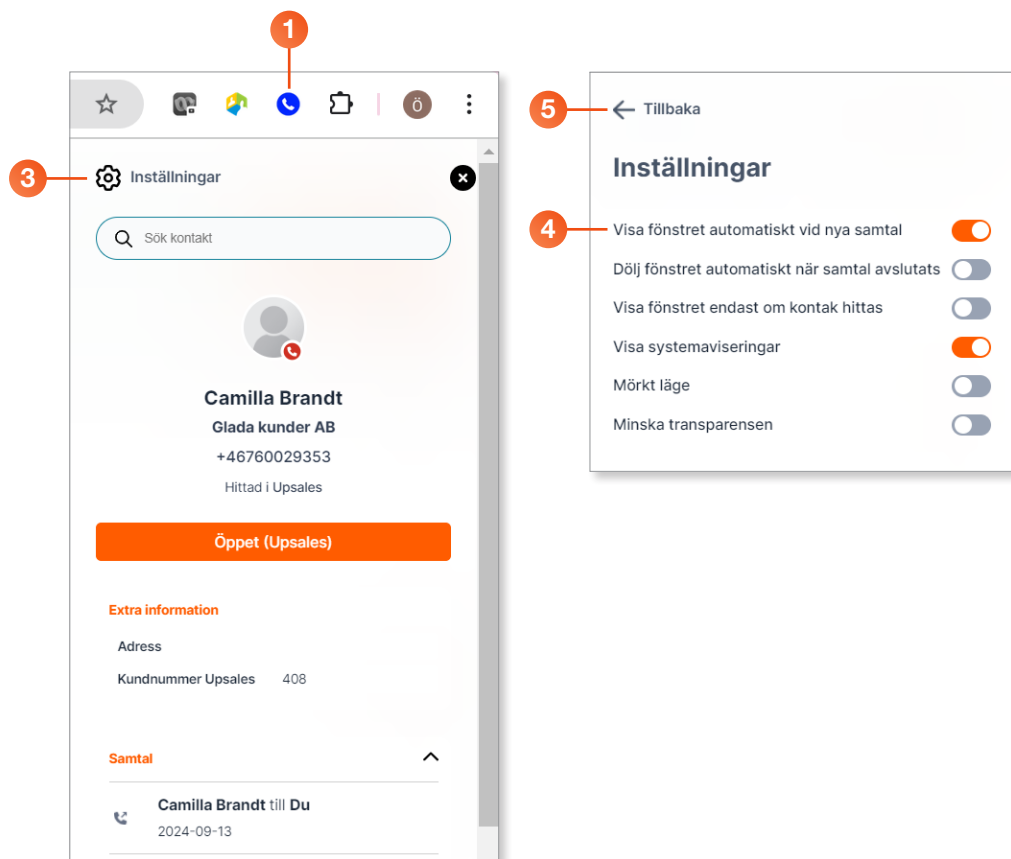 1
ö
3
Inställningar
Sök kontakt
Camilla Brandt
Glada kunder AB
+46760029353
Hittad i Upsales
Öppet (Upsales)
Extra information
Adress
Kundnummer Upsales 408
Samtal
Camilla Brandt till Du
2024-09-13
5
Tillbaka
Inställningar
4
Visa fönstret automatiskt vid nya samtal
Dölj fönstret automatiskt när samtal avslutats
Visa fönstret endast om kontak hittas
Visa systemaviseringar
Mörkt läge
Minska transparensen